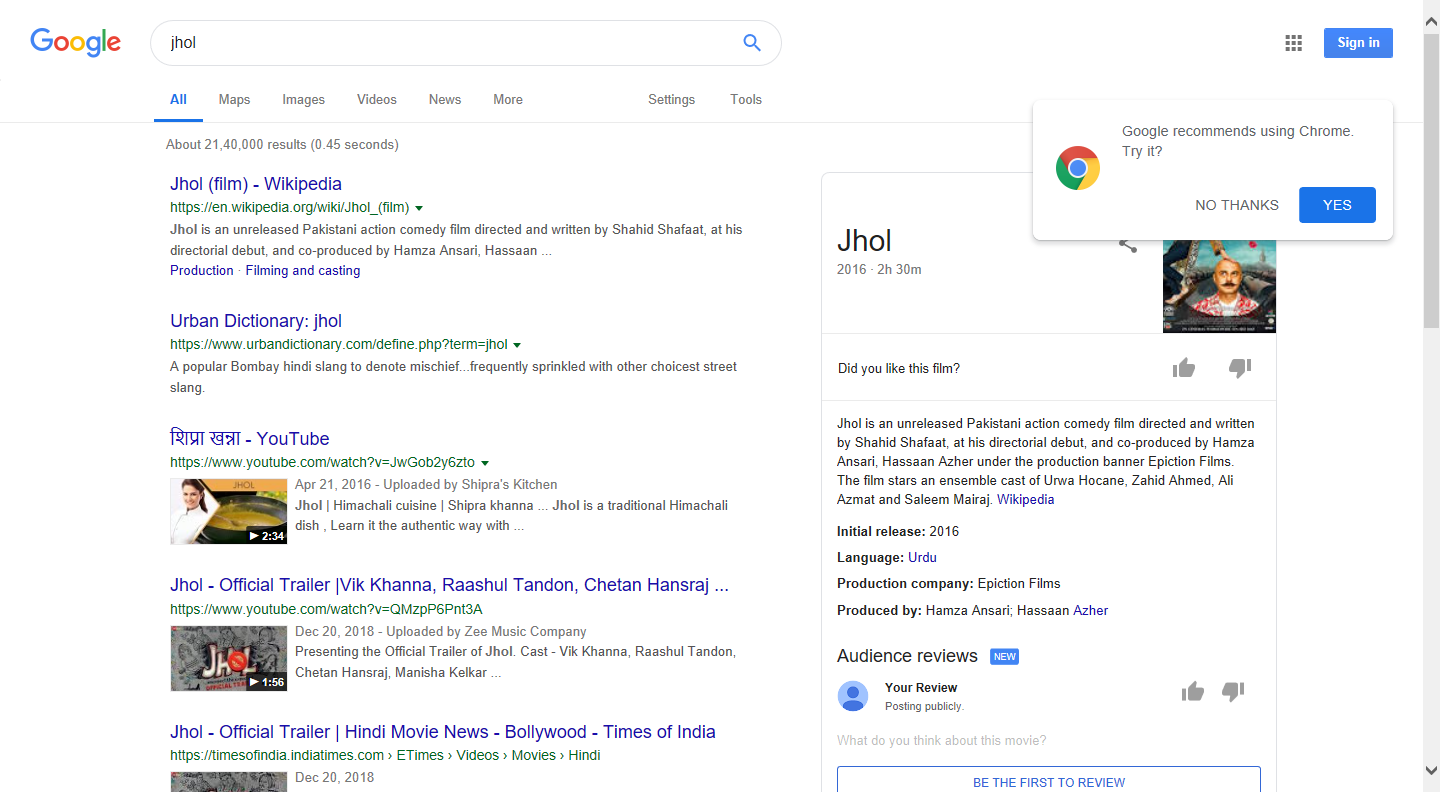 Google
jhol
Sign in
All Maps Images Videos News More Settings Tools
Google recommends using Chrome.
Try it?
NO THANKS YES
About 21,40,000 results (0.45 seconds)
Jhol (film) - Wikipedia
https://en.wikipedia.org/wiki/Jhol_(film)
Jhol is an unreleased Pakistani action comedy film directed and written by Shahid Shafaat, at his
directorial debut, and co-produced by Hamza Ansari, Hassaan ...
Production · Filming and casting
Urban Dictionary: jhol
https://www.urbandictionary.com/define.php?term=jhol
A popular Bombay hindi slang to denote mischief...frequently sprinkled with other choicest street
slang.
शिप्रा खन्ना - YouTube
https://www.youtube.com/watch?v=JwGob2y6zto
JHOL
2:34
Apr 21, 2016 - Uploaded by Shipra's Kitchen
Jhol | Himachali cuisine | Shipra khanna ... Jhol is a traditional Himachali
dish , Learn it the authentic way with ...
Jhol - Official Trailer |Vik Khanna, Raashul Tandon, Chetan Hansraj ...
https://www.youtube.com/watch?v=QMzpP6Pnt3A
JHOL
OFFICIAL
1:56
Dec 20, 2018 - Uploaded by Zee Music Company
Presenting the Official Trailer of Jhol. Cast - Vik Khanna, Raashul Tandon,
Chetan Hansraj, Manisha Kelkar ...
Jhol - Official Trailer | Hindi Movie News - Bollywood - Times of India
https://timesofindia.indiatimes.com › ETimes › Videos › Movies › Hindi
Dec 20, 2018
Jhol
2016 · 2h 30m
Did you like this film?
Jhol is an unreleased Pakistani action comedy film directed and written
by Shahid Shafaat, at his directorial debut, and co-produced by Hamza
Ansari, Hassaan Azher under the production banner Epiction Films.
The film stars an ensemble cast of Urwa Hocane, Zahid Ahmed, Ali
Azmat and Saleem Mairaj. Wikipedia
Initial release: 2016
Language: Urdu
Production company: Epiction Films
Produced by: Hamza Ansari; Hassaan Azher
Audience reviews NEW
Your Review
Posting publicly.
What do you think about this movie?
BE THE FIRST TO REVIEW